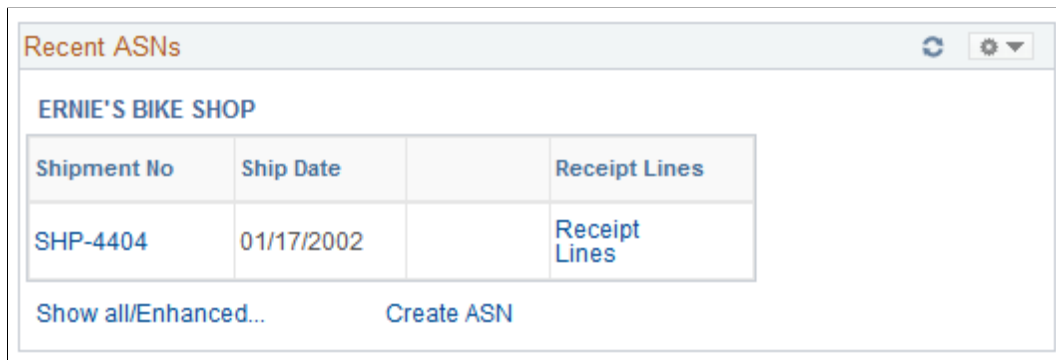 Recent ASNs
ERNIE'S BIKE SHOP
Shipment No Ship Date Receipt Lines
SHP-4404 01/17/2002 Receipt
Lines
Show all/Enhanced... Create ASN